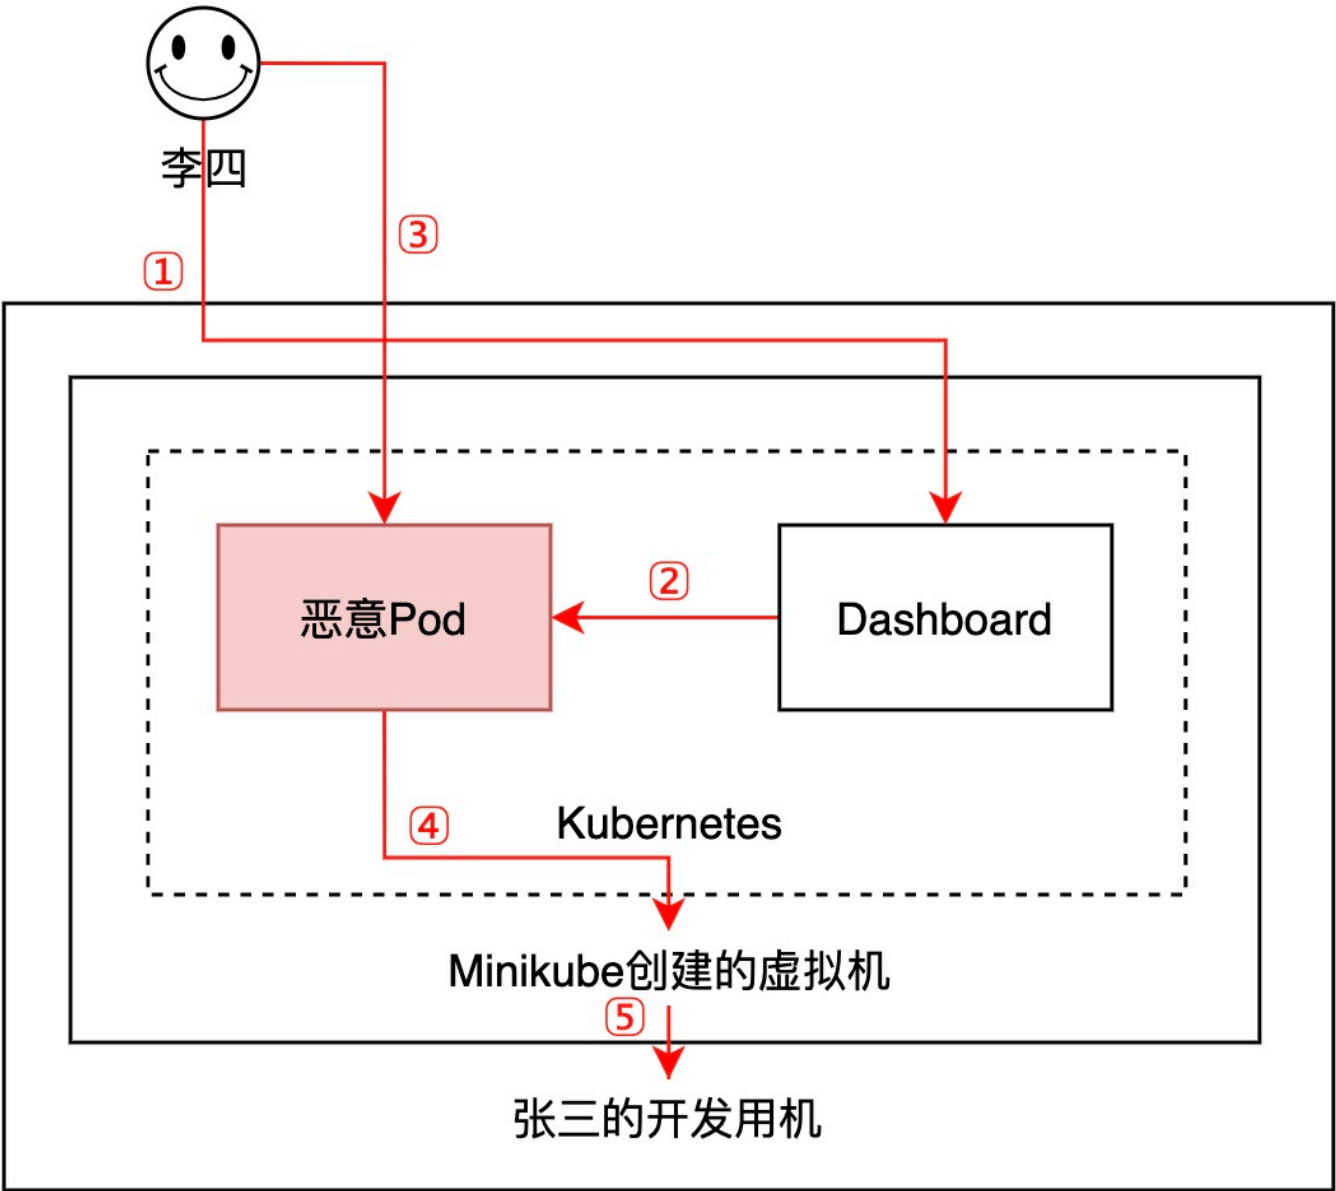 李四
③
①
②
恶意Pod
Dashboard
④
Kubernetes
Minikube创建的虚拟机
⑤
张三的开发用机